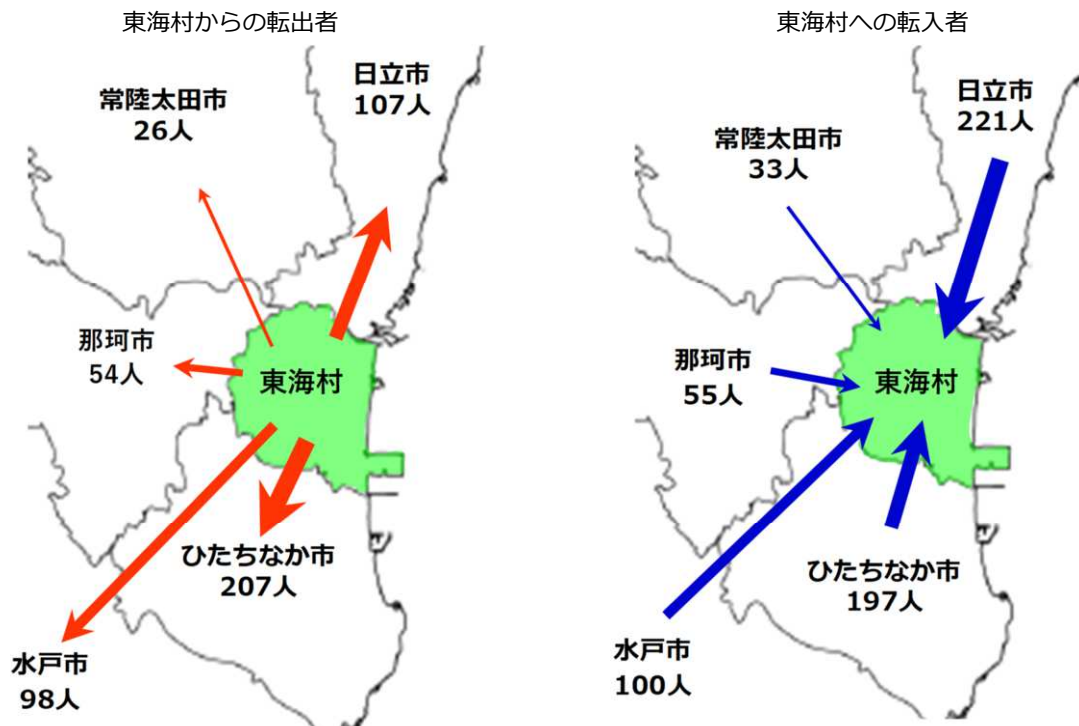 東海村からの転出者
常陸太田市
26人
日立市
107人
那珂市
54人
東海村
ひたちなか市
207人
水戸市
98人
東海村への転入者
日立市
221人
常陸太田市
33人
那珂市
55人
東海村
ひたちなか市
197人
水戸市
100人